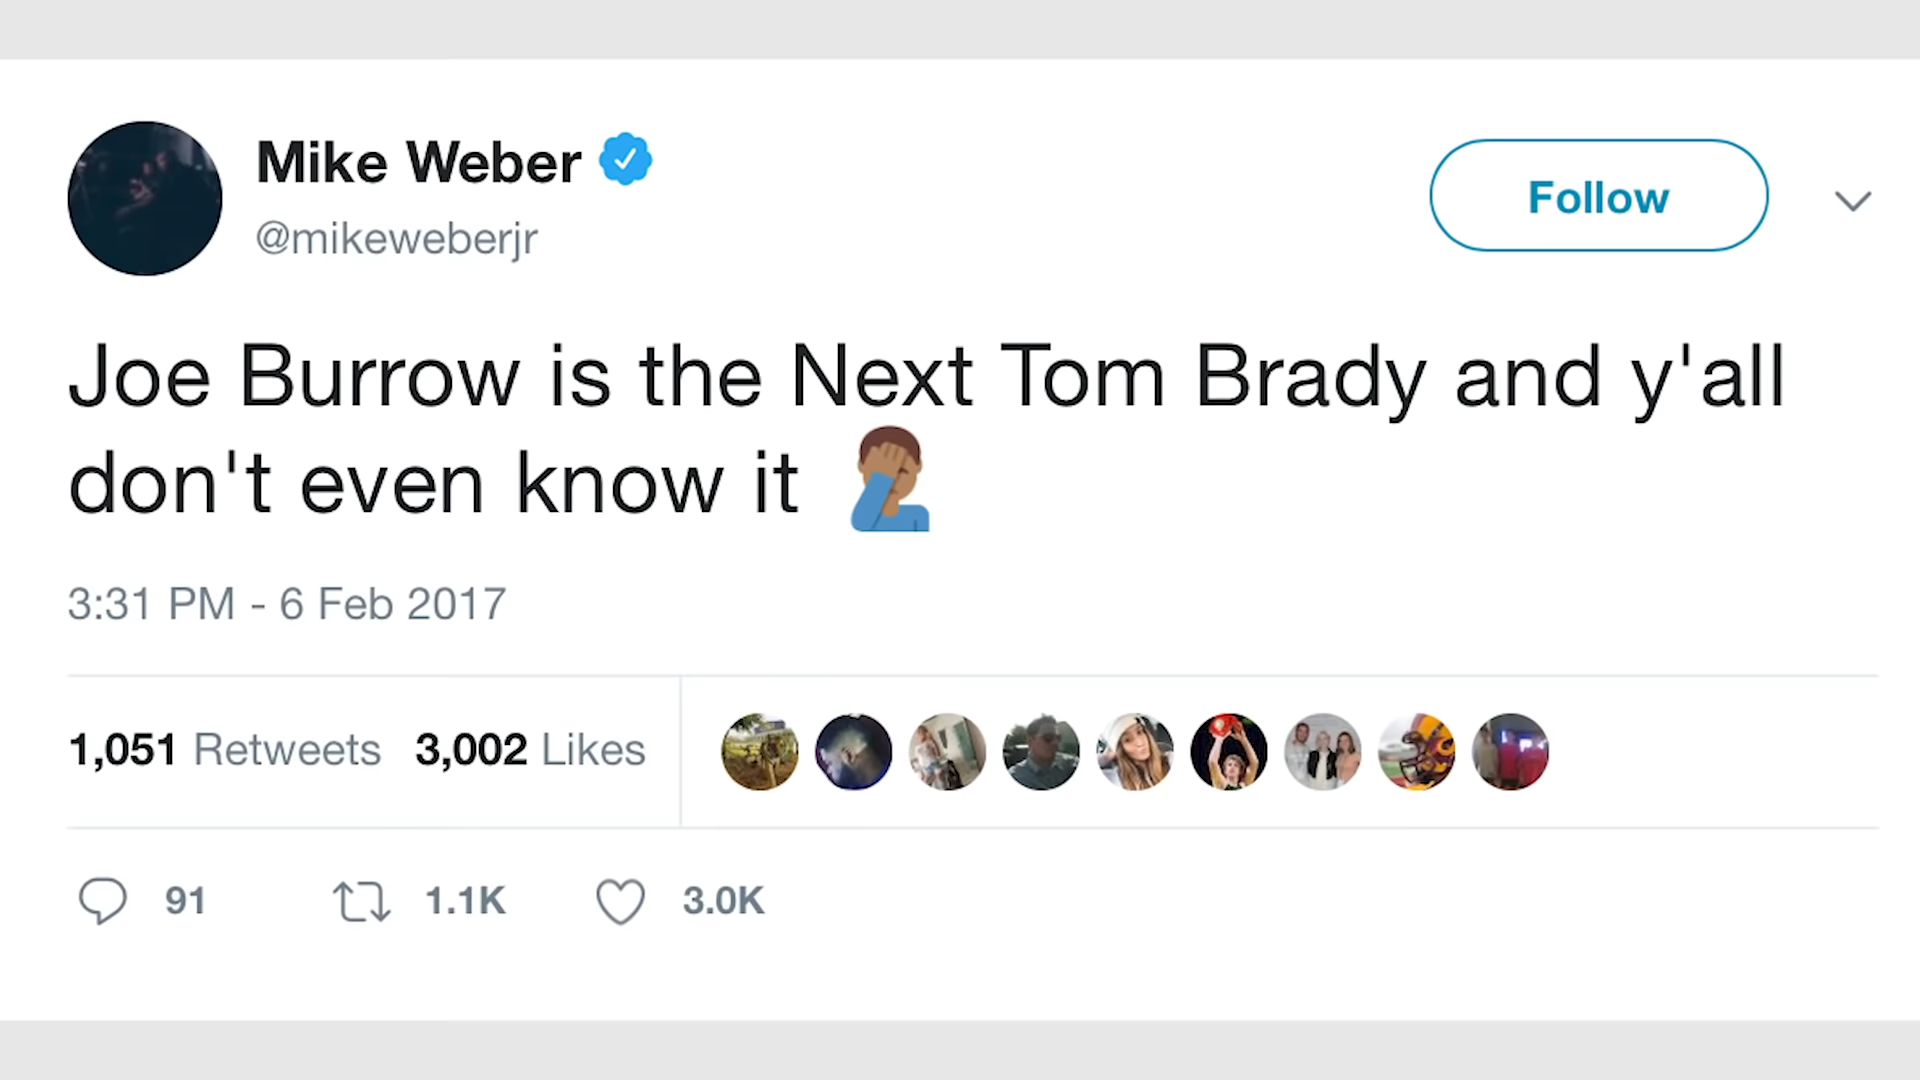 Mike Weber
@mikeweberjr
Follow
Joe Burrow is the Next Tom Brady and y'all
don't even know it 🤦🏾‍♂️
3:31 PM - 6 Feb 2017
1,051 Retweets 3,002 Likes
91 1.1K 3.0K